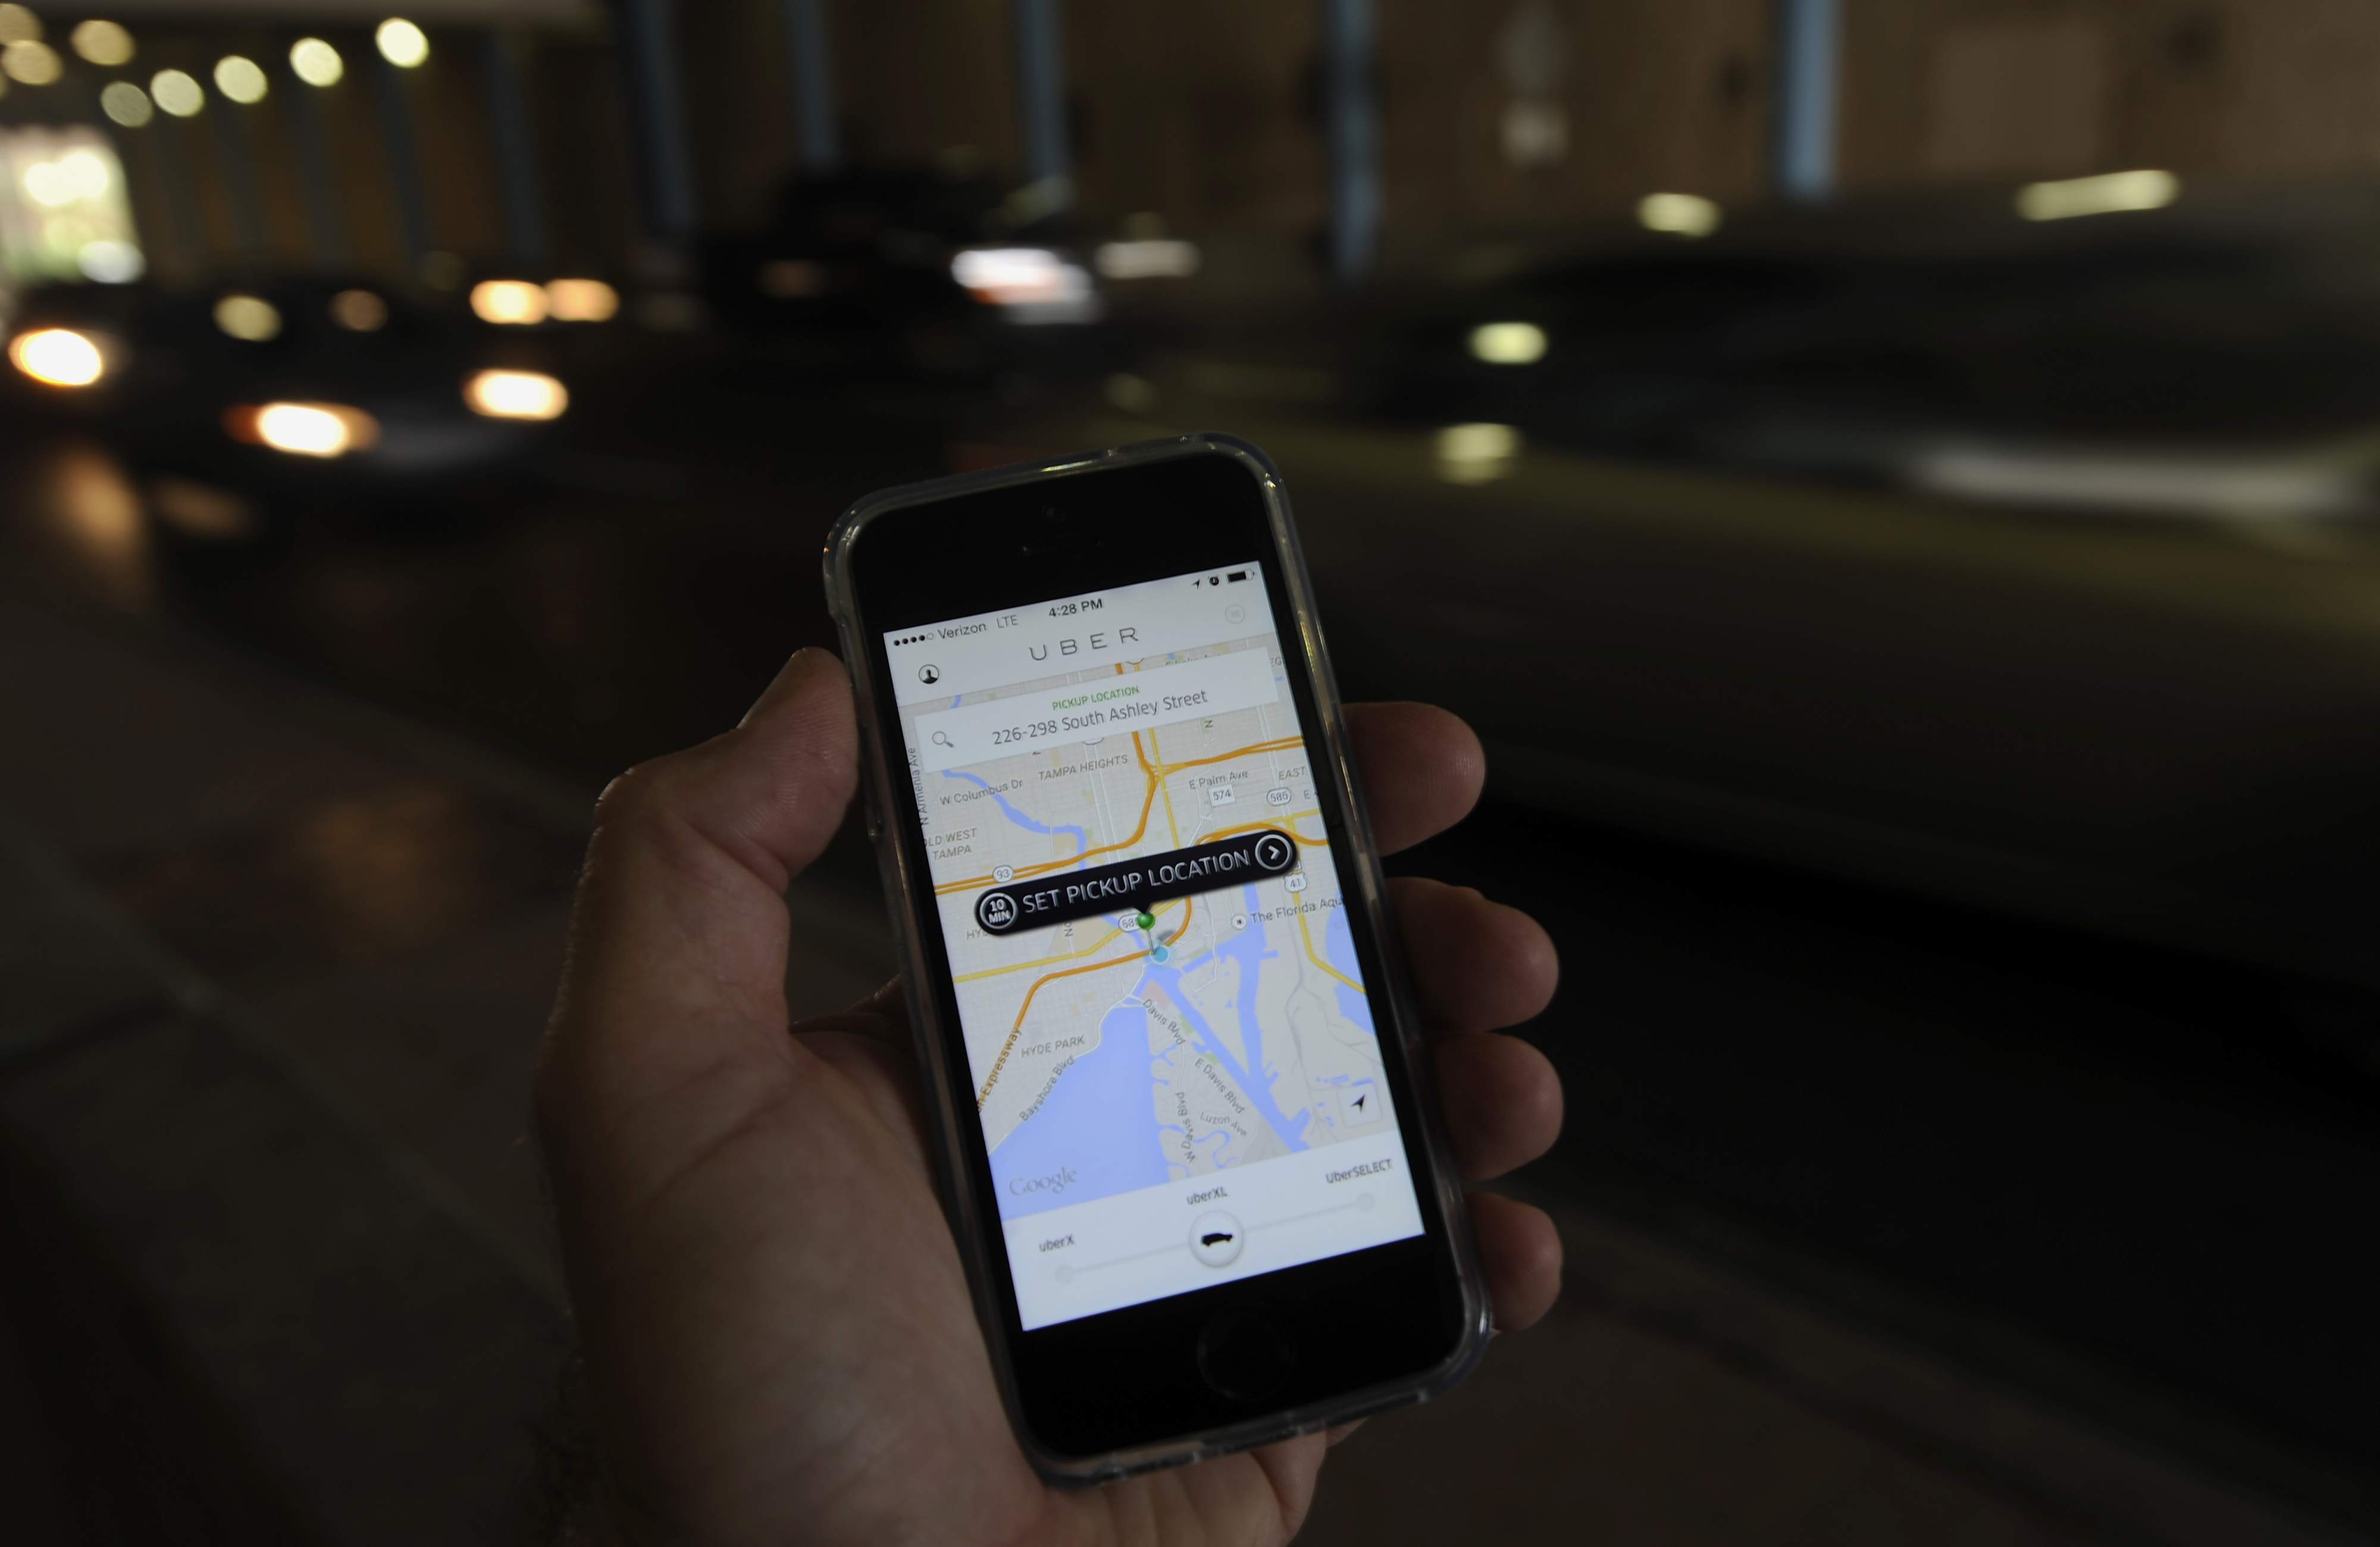 Verizon LTE 4:28 PM
UBER
PICKUP LOCATION
226-298 South Ashley Street
N Armenia Ave
W Columbus Dr
TAMPA HEIGHTS
N
E Palm Ave
574
EAST
585
E
OLD WEST
TAMPA
93
10
MIN
SET PICKUP LOCATION
41
The Florida Aqu
HYDE PARK
Bayshore Blvd
Expressway
Davis Blvd
E Davis Blvd
W Davis Blvd
Luzon Ave
Google
uberX
uberXL
UberSELECT